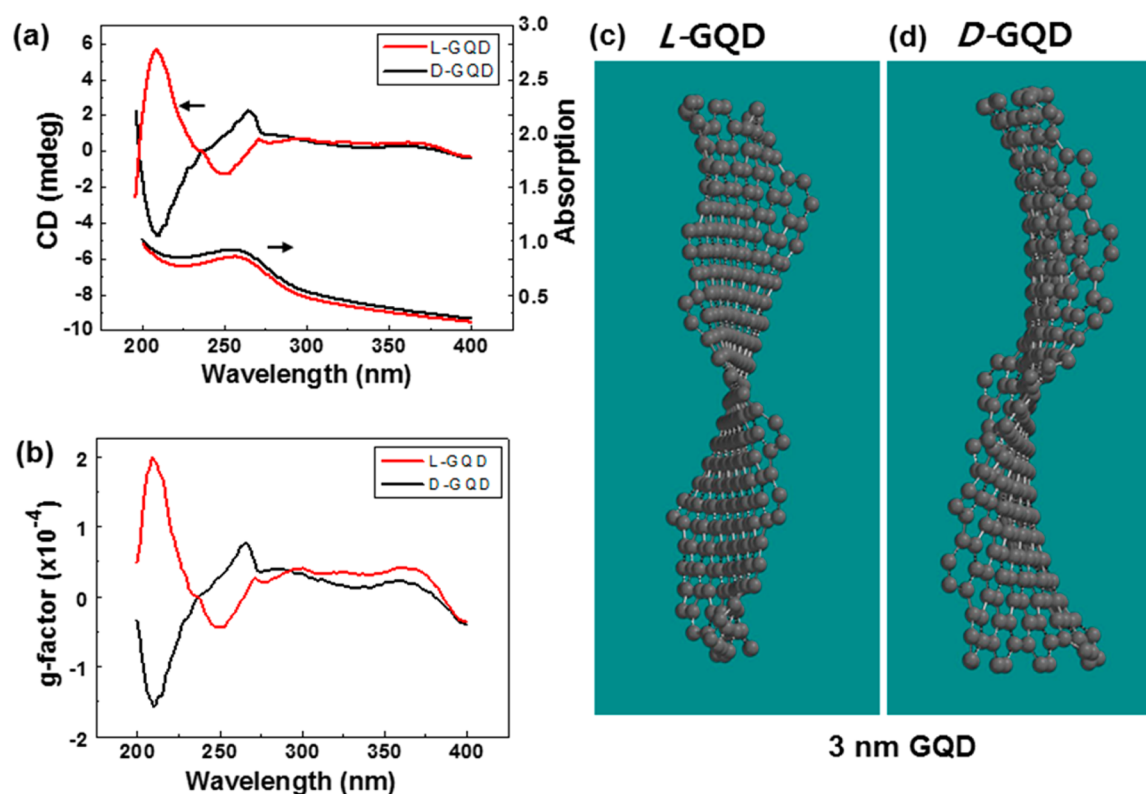 (a)
L-GQD
D-GQD
6
4
2
0
-2
-4
-6
-8
-10
CD (mdeg)
3.0
2.5
2.0
1.5
1.0
0.5
Absorption
200 250 300 350 400
Wavelength (nm)
(b)
L-GQD
D-GQD
2
1
0
-1
-2
g-factor (x10⁻⁴)
200 250 300 350 400
Wavelength (nm)
(c) L-GQD (d) D-GQD
3 nm GQD